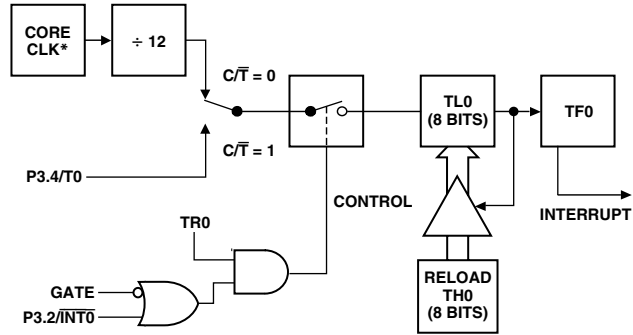 CORE
CLK*
÷ 12
C/T̅ = 0
TL0
(8 BITS)
TF0
C/T̅ = 1
P3.4/T0
CONTROL
INTERRUPT
TR0
RELOAD
TH0
(8 BITS)
GATE
P3.2/I̅N̅T̅0̅